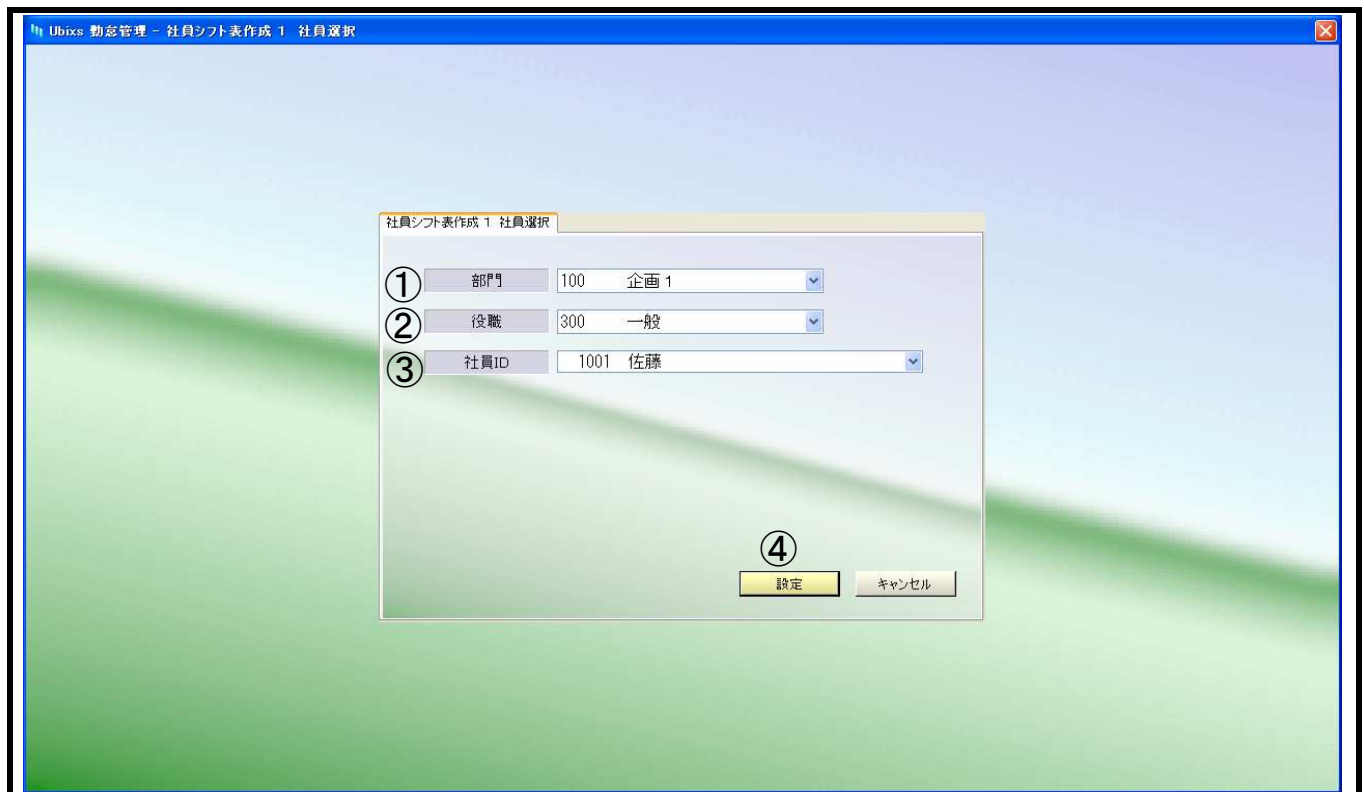 Ubixs 勤怠管理 - 社員シフト表作成 1 社員選択
社員シフト表作成 1 社員選択
① 部門 100 企画 1
② 役職 300 一般
③ 社員ID 1001 佐藤
④
設定 キャンセル